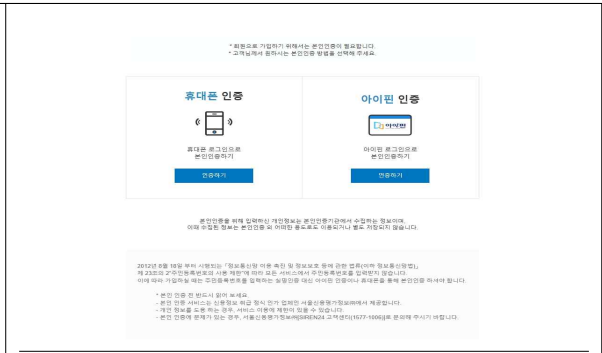 * 회원으로 가입하기 위해서는 본인인증이 필요합니다.
* 고객님께서 원하시는 본인인증 방법을 선택해 주세요.
휴대폰 인증
아이핀 인증
아이핀
휴대폰 로그인으로
본인인증하기
아이핀 로그인으로
본인인증하기
인증하기
인증하기
본인인증을 위해 입력하신 개인정보는 본인인증기관에서 수집하는 정보이며,
이때 수집된 정보는 본인인증 외 어떠한 용도로도 이용되거나 별도 저장되지 않습니다.
2012년 8월 18일 부터 시행되는 「정보통신망 이용 촉진 및 정보보호 등에 관한 법률(이하 정보통신망법)」
제 23조의 2"주민등록번호의 사용 제한"에 따라 모든 서비스에서 주민등록번호를 입력받지 않습니다.
이에 따라 가입하실 때는 주민등록번호를 입력하는 실명인증 대신 아이핀 인증이나 휴대폰을 통해 본인인증 하셔야 합니다.
* 본인 인증 전 반드시 읽어 보세요.
- 본인 인증 서비스는 신용정보 취급 정식 인가 업체인 서울신용평가정보㈜에서 제공합니다.
- 개인 정보를 도용 하는 경우, 서비스 이용에 제한이 있을 수 있습니다.
- 본인 인증에 문제가 있는 경우, 서울신용평가정보㈜[SIREN24 고객센터(1577-1006)]로 문의해 주시기 바랍니다.